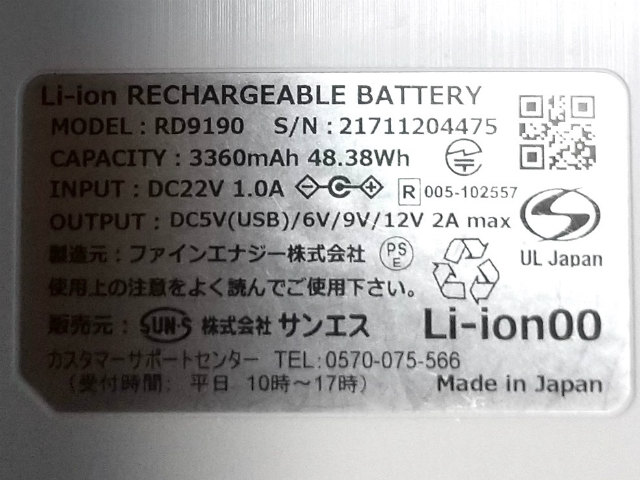 Li-ion RECHARGEABLE BATTERY
MODEL : RD9190 S/N : 21711204475
CAPACITY : 3360mAh 48.38Wh
INPUT : DC22V 1.0A R 005-102557
OUTPUT : DC5V(USB)/6V/9V/12V 2A max
UL Japan
製造元 : ファインエナジー株式会社 PSE
使用上の注意をよく読んでご使用下さい。
販売元 : SUN·S 株式会社 サンエス Li-ion00
カスタマーサポートセンター TEL : 0570-075-566
(受付時間: 平日 10時～17時) Made in Japan